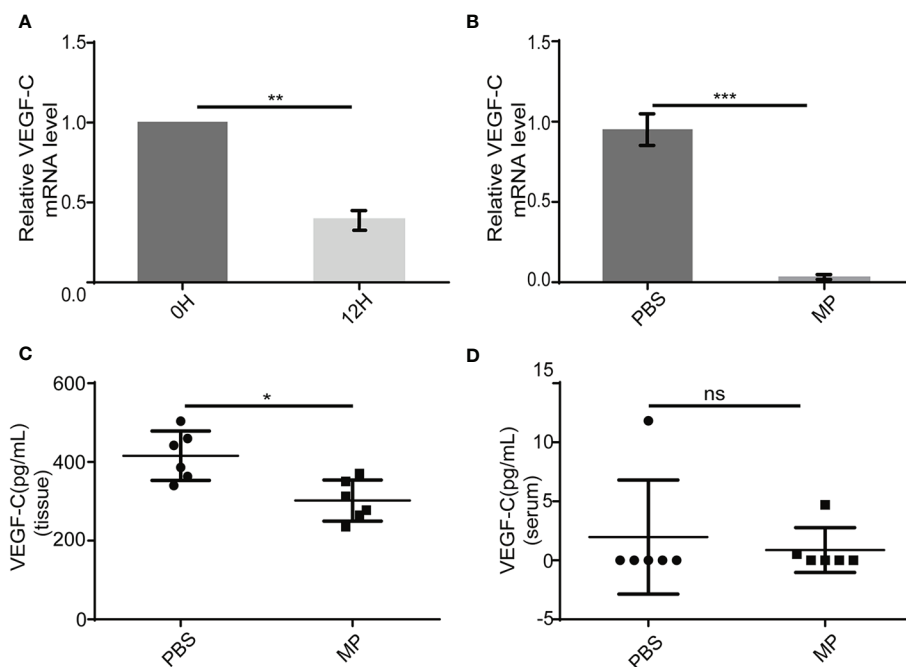 A
Relative VEGF-C
mRNA level
1.5
1.0
0.5
0.0
**
0H
12H
B
Relative VEGF-C
mRNA level
1.5
1.0
0.5
0.0
***
PBS
MP
C
VEGF-C(pg/mL)
(tissue)
600
400
200
0
*
PBS
MP
D
VEGF-C(pg/mL)
(serum)
15
10
5
0
-5
ns
PBS
MP